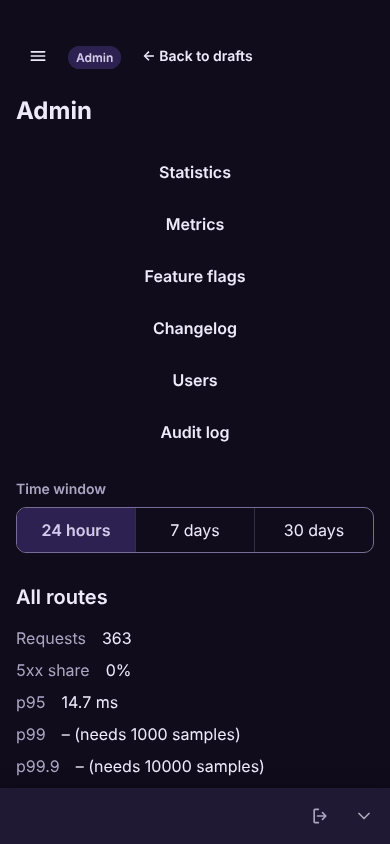 Admin ← Back to drafts
Admin
Statistics
Metrics
Feature flags
Changelog
Users
Audit log
Time window
24 hours 7 days 30 days
All routes
Requests 363
5xx share 0%
p95 14.7 ms
p99 – (needs 1000 samples)
p99.9 – (needs 10000 samples)